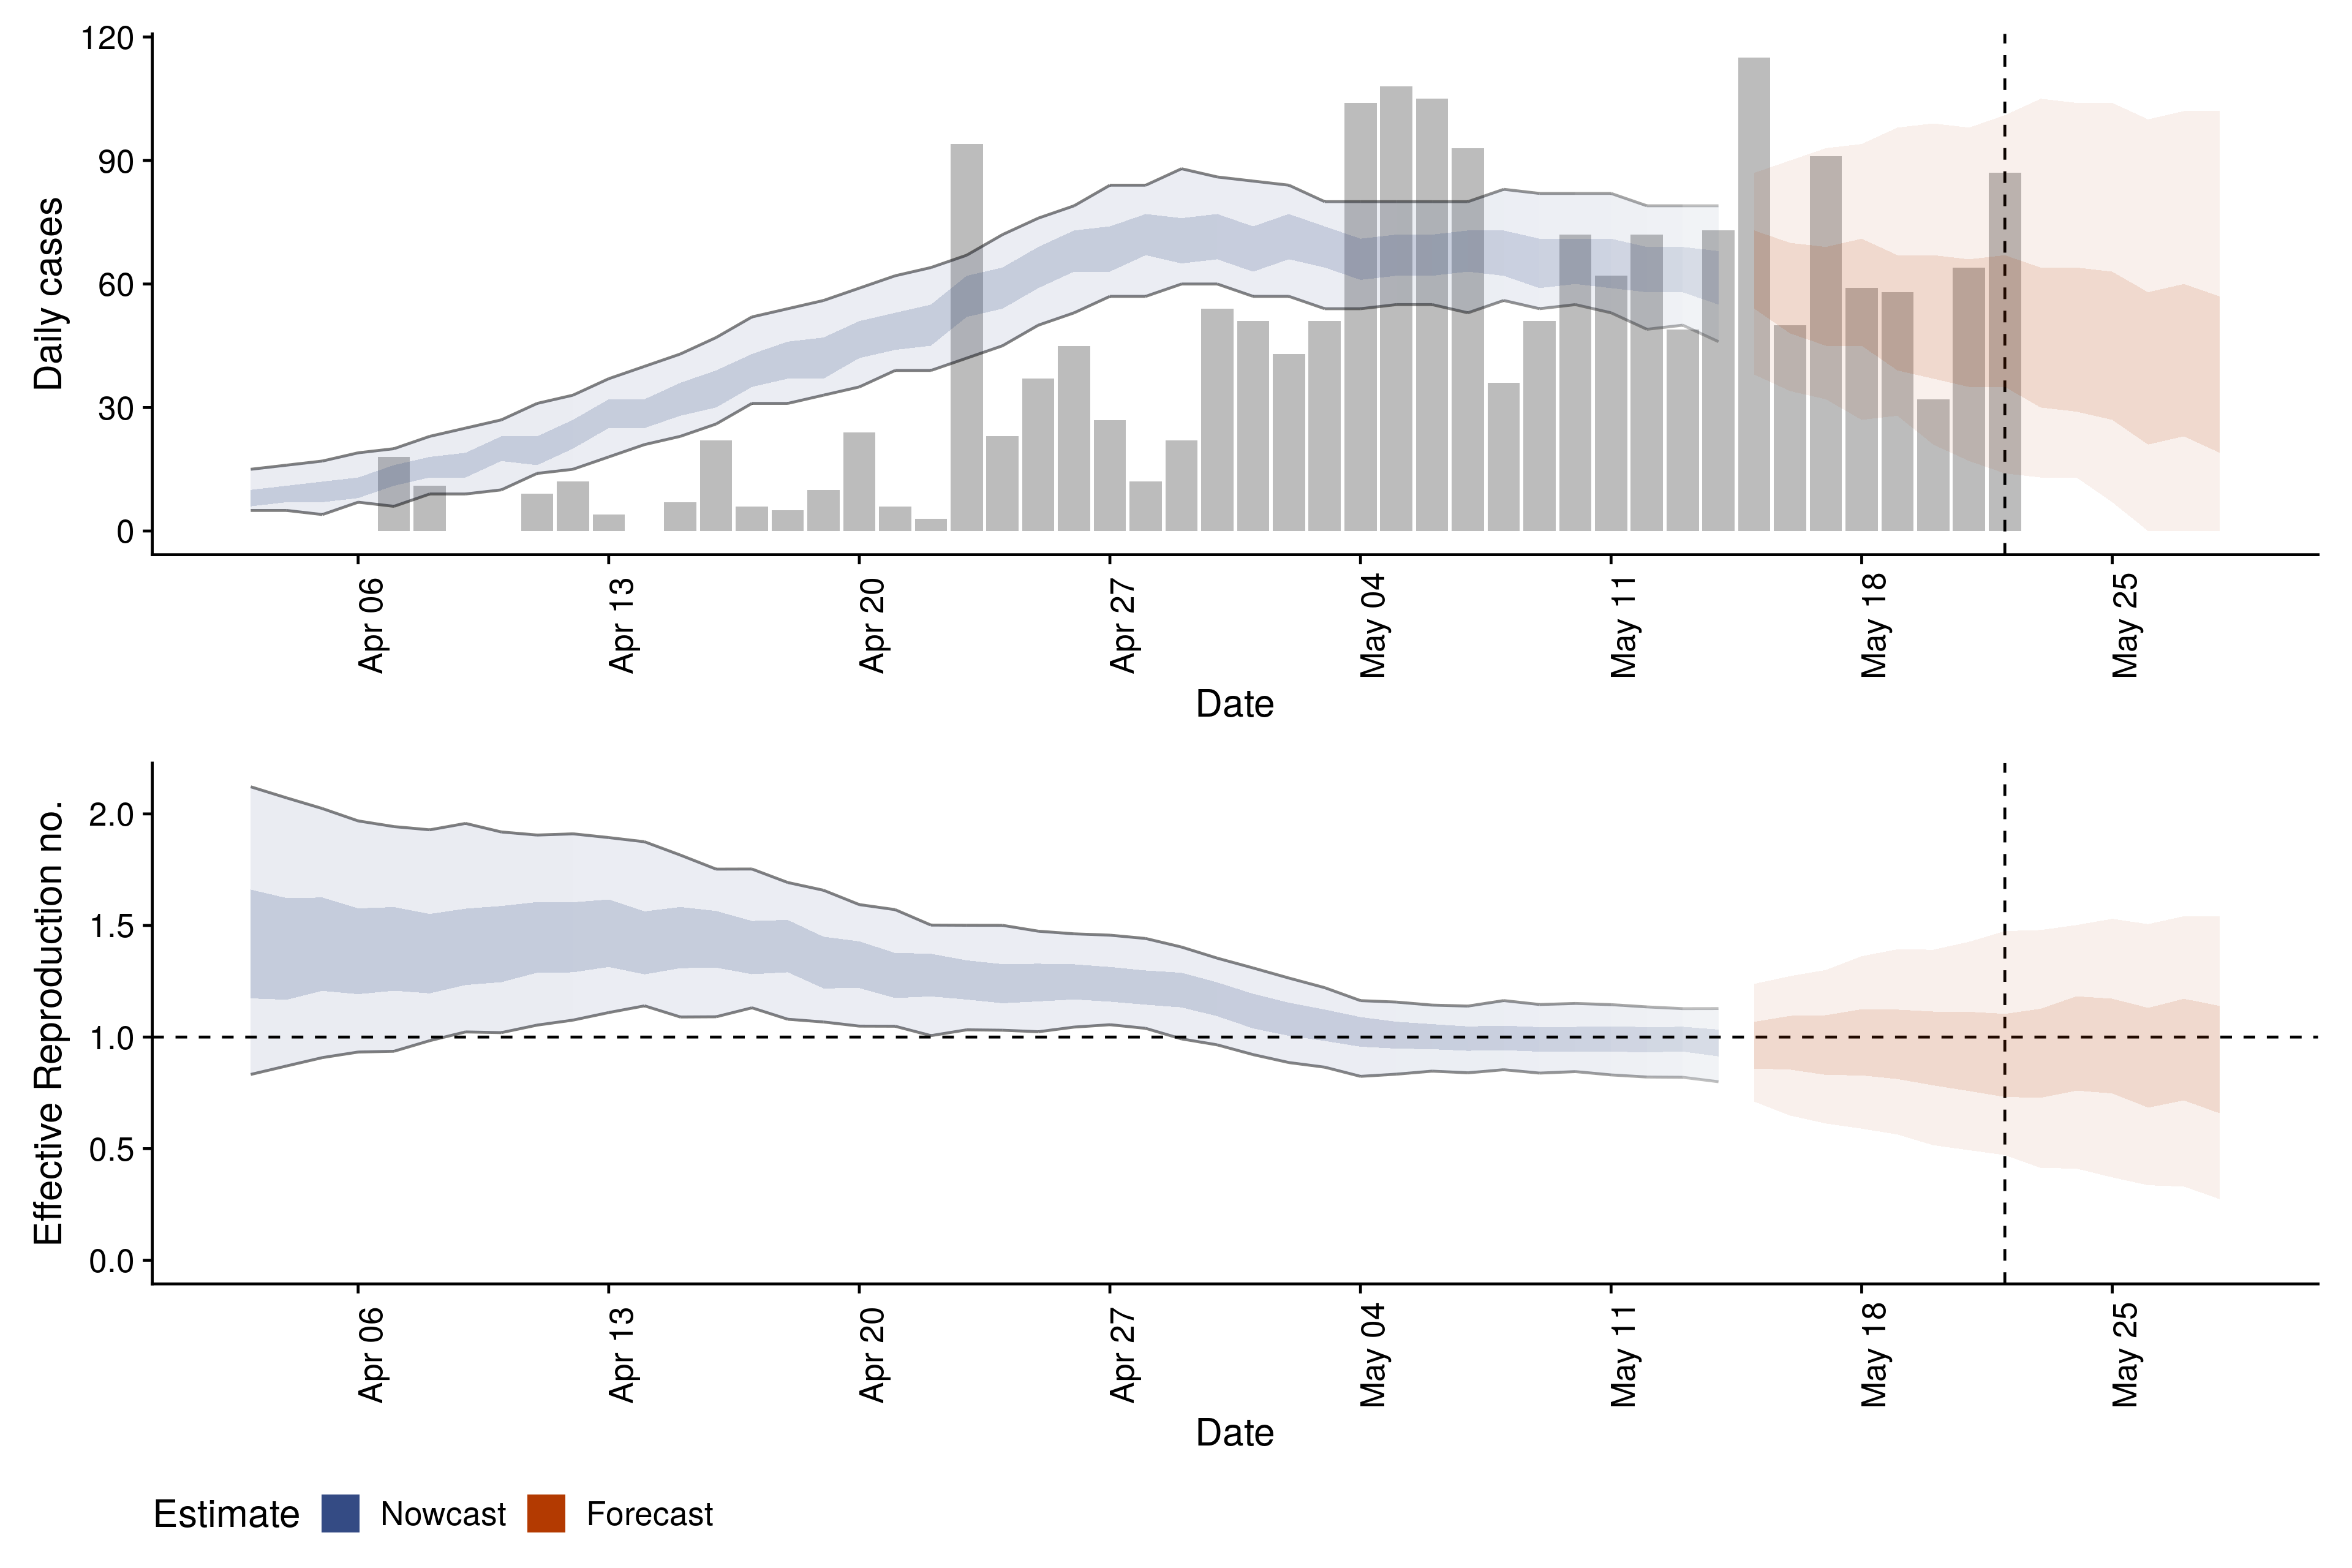 120
90
60
30
0
Daily cases
Apr 06
Apr 13
Apr 20
Apr 27
May 04
May 11
May 18
May 25
Date
2.0
1.5
1.0
0.5
0.0
Effective Reproduction no.
Apr 06
Apr 13
Apr 20
Apr 27
May 04
May 11
May 18
May 25
Date
Estimate Nowcast Forecast